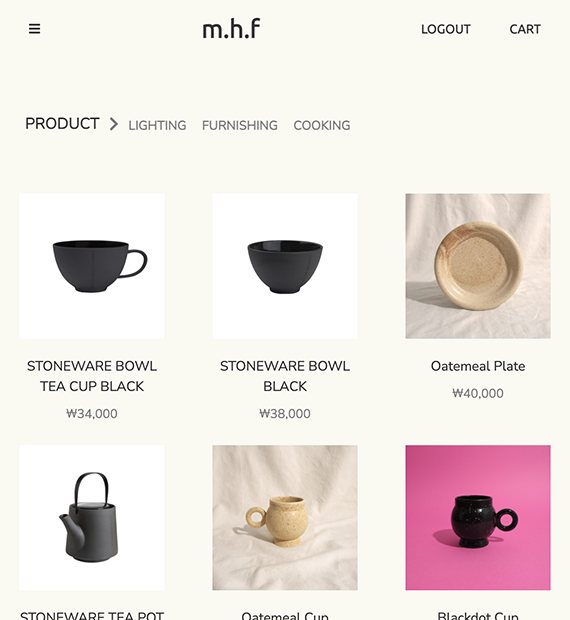 m.h.f
LOGOUT
CART
PRODUCT
LIGHTING
FURNISHING
COOKING
STONEWARE BOWL
TEA CUP BLACK
₩34,000
STONEWARE BOWL
BLACK
₩38,000
Oatemeal Plate
₩40,000
STONEWARE TEA POT
Oatemeal Cup
Blackdot Cup